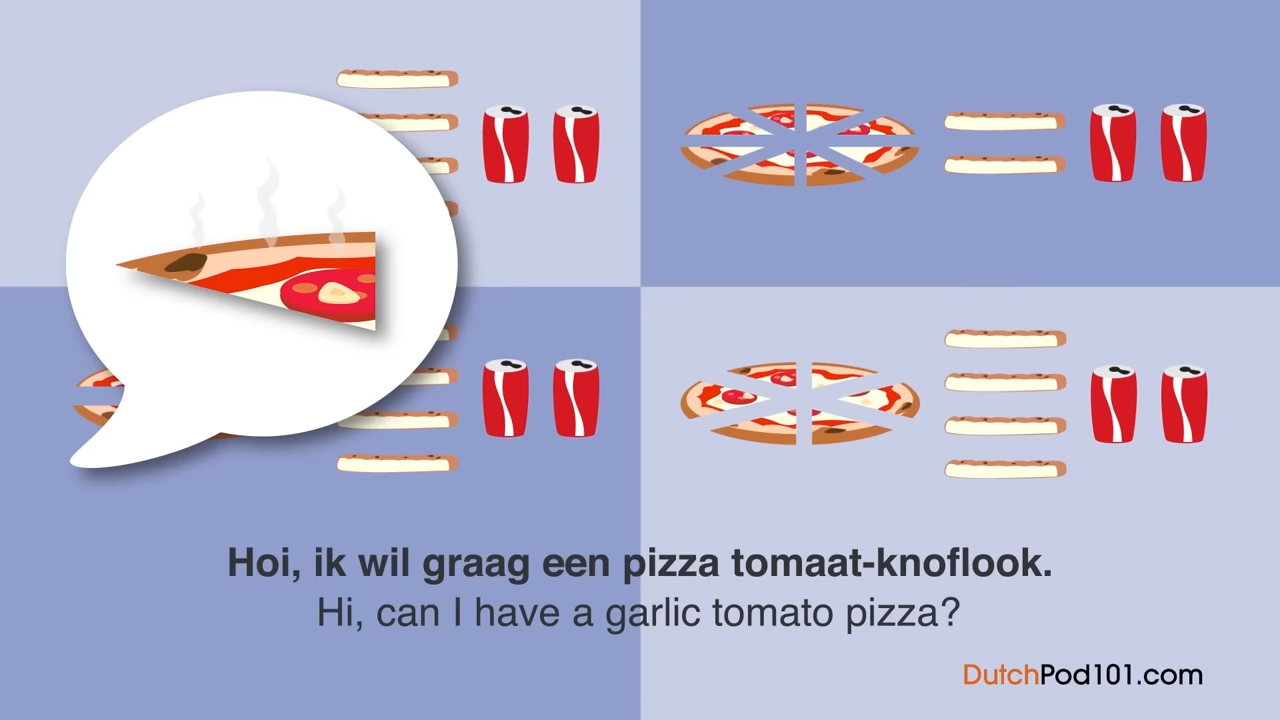 Hoi, ik wil graag een pizza tomaat-knoflook.
Hi, can I have a garlic tomato pizza?
DutchPod101.com